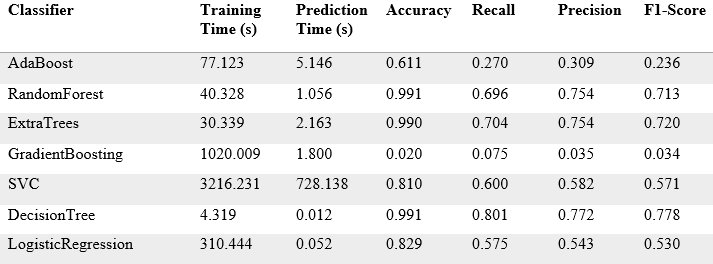 Classifier Training Time (s) Prediction Time (s) Accuracy Recall Precision F1-Score
AdaBoost 77.123 5.146 0.611 0.270 0.309 0.236
RandomForest 40.328 1.056 0.991 0.696 0.754 0.713
ExtraTrees 30.339 2.163 0.990 0.704 0.754 0.720
GradientBoosting 1020.009 1.800 0.020 0.075 0.035 0.034
SVC 3216.231 728.138 0.810 0.600 0.582 0.571
DecisionTree 4.319 0.012 0.991 0.801 0.772 0.778
LogisticRegression 310.444 0.052 0.829 0.575 0.543 0.530